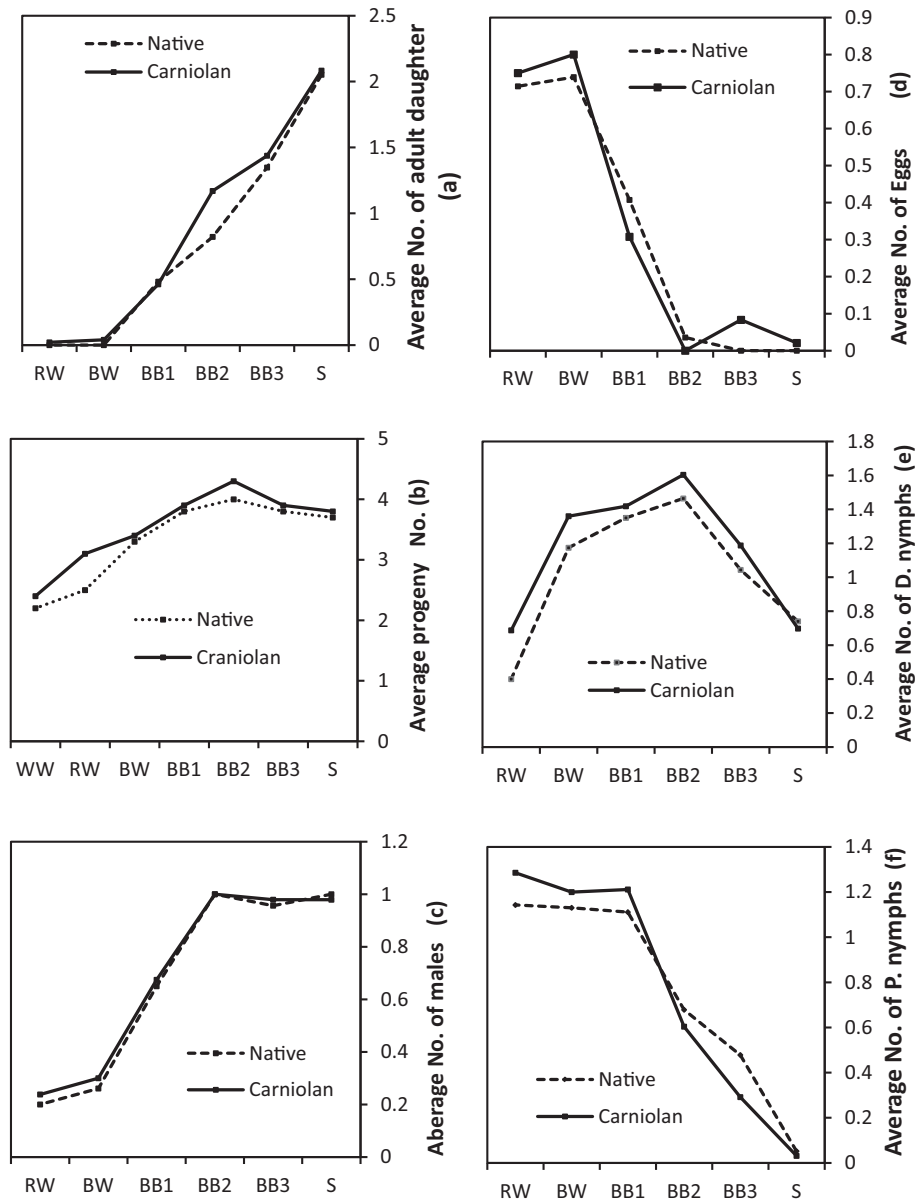 Native
Carniolan
2.5
2
1.5
1
0.5
0
Average No. of adult daughter
(a)
RW BW BB1 BB2 BB3 S
Native
Carniolan
0.9
0.8
0.7
0.6
0.5
0.4
0.3
0.2
0.1
0
Average No. of Eggs (d)
RW BW BB1 BB2 BB3 S
Native
Craniolan
5
4
3
2
1
0
Average progeny No. (b)
WW RW BW BB1 BB2 BB3 S
Native
Carniolan
1.8
1.6
1.4
1.2
1
0.8
0.6
0.4
0.2
0
Average No. of D. nymphs (e)
RW BW BB1 BB2 BB3 S
Native
Carniolan
1.2
1
0.8
0.6
0.4
0.2
0
Aberage No. of males (c)
RW BW BB1 BB2 BB3 S
Native
Carniolan
1.4
1.2
1
0.8
0.6
0.4
0.2
0
Average No. of P. nymphs (f)
RW BW BB1 BB2 BB3 S